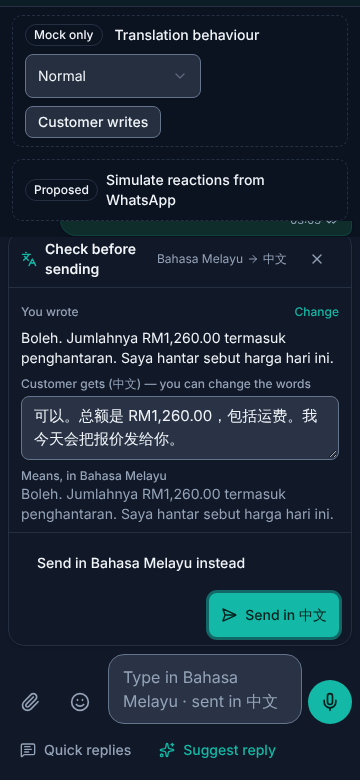 Mock only Translation behaviour
Normal
Customer writes
Proposed Simulate reactions from
WhatsApp
Check before
sending
Bahasa Melayu → 中文
You wrote Change
Boleh. Jumlahnya RM1,260.00 termasuk
penghantaran. Saya hantar sebut harga hari ini.
Customer gets (中文) — you can change the words
可以。总额是 RM1,260.00，包括运费。我
今天会把报价发给你。
Means, in Bahasa Melayu
Boleh. Jumlahnya RM1,260.00 termasuk
penghantaran. Saya hantar sebut harga hari ini.
Send in Bahasa Melayu instead
Send in 中文
Type in Bahasa
Melayu · sent in 中文
Quick replies Suggest reply